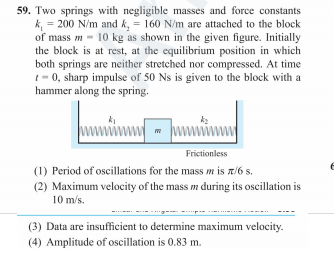 59. Two springs with negligible masses and force constants
k₁ = 200 N/m and k₂ = 160 N/m are attached to the block
of mass m = 10 kg as shown in the given figure. Initially
the block is at rest, at the equilibrium position in which
both springs are neither stretched nor compressed. At time
t = 0, sharp impulse of 50 Ns is given to the block with a
hammer along the spring.
k₁ m k₂
Frictionless
(1) Period of oscillations for the mass m is π/6 s.
(2) Maximum velocity of the mass m during its oscillation is
10 m/s.
(3) Data are insufficient to determine maximum velocity.
(4) Amplitude of oscillation is 0.83 m.